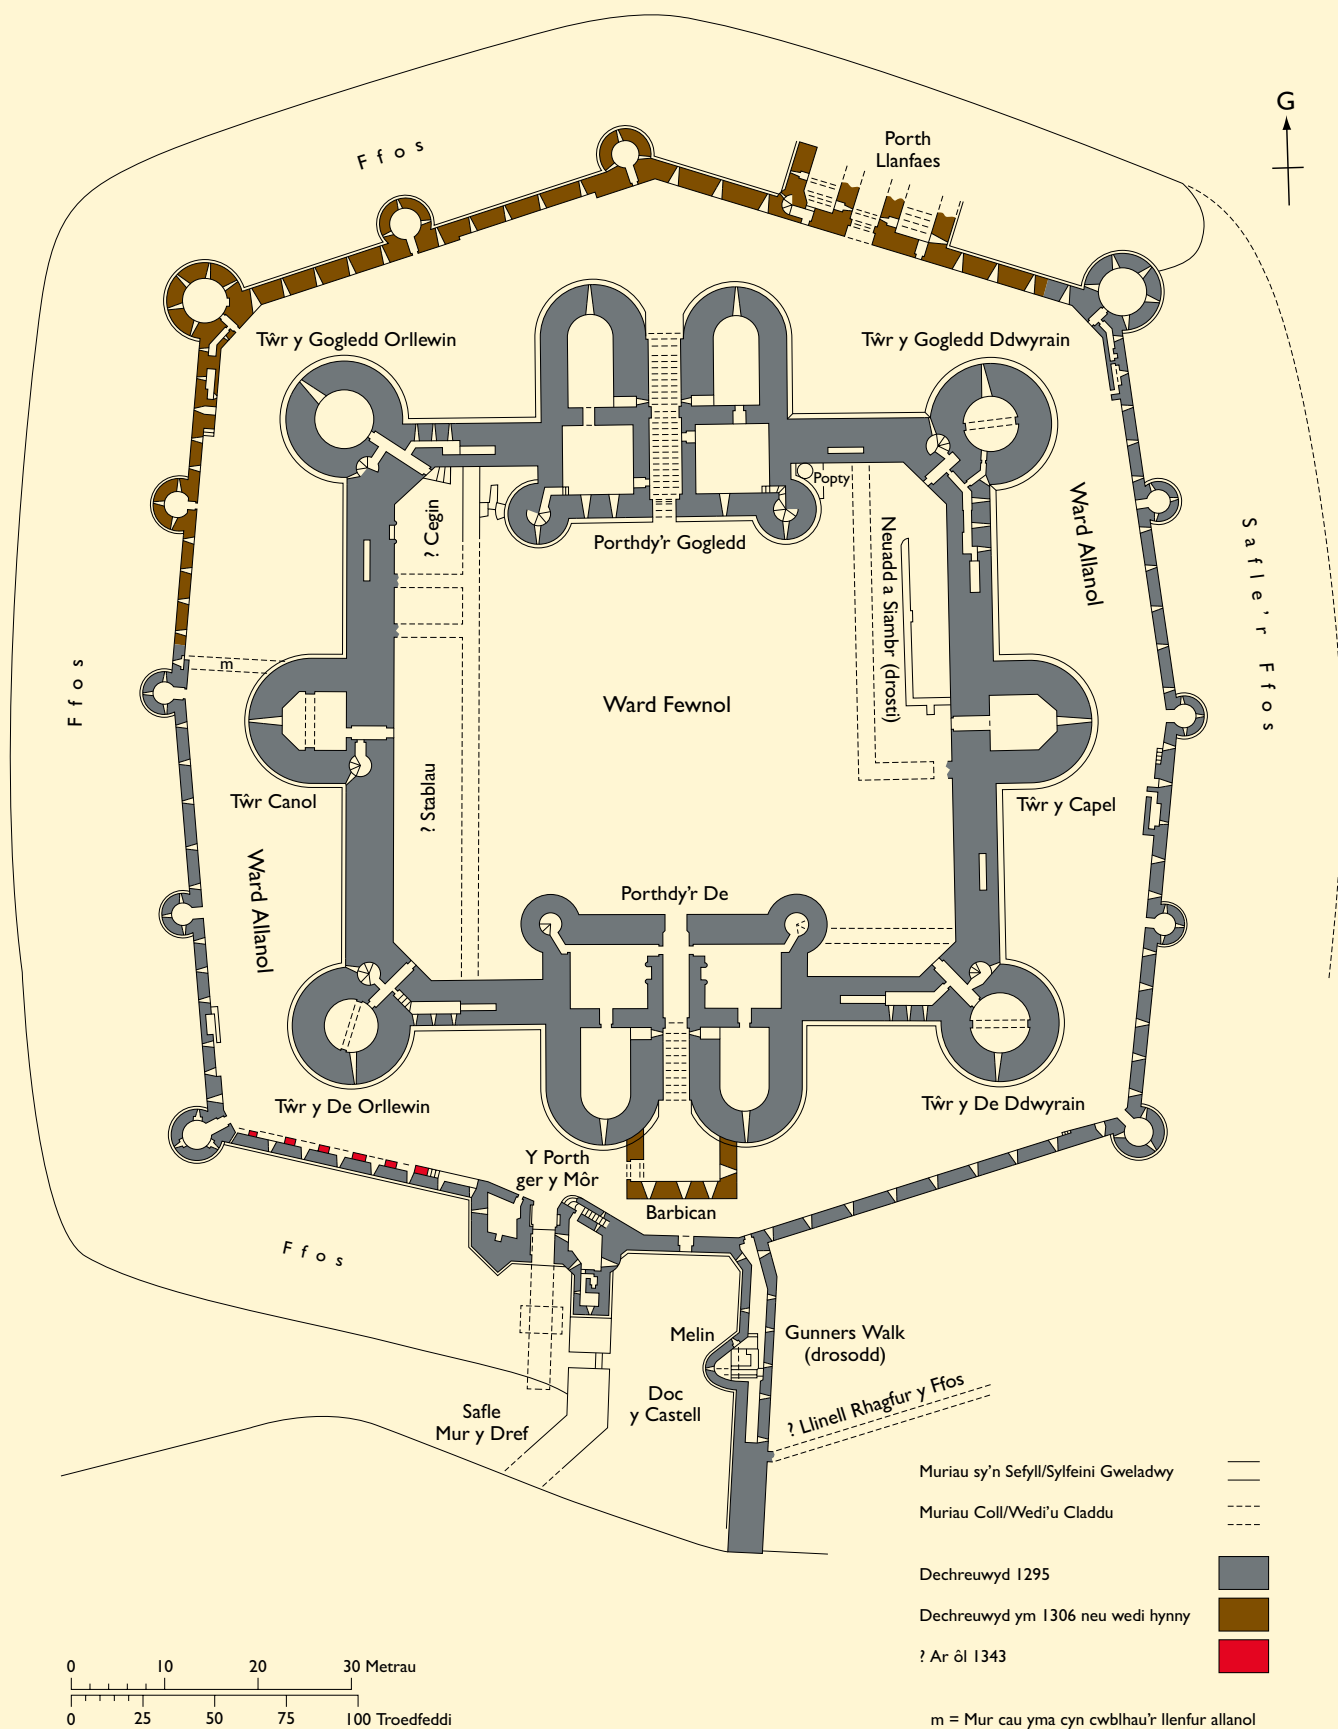 G
Ffos
Porth
Llanfaes
Tŵr y Gogledd Orllewin
Tŵr y Gogledd Ddwyrain
? Cegin
Popty
Porthdy'r Gogledd
Neuadd a Siambr (drosti)
Ward Allanol
Safle'r Ffos
Ffos
m
Ward Fewnol
Tŵr Canol
? Stablau
Tŵr y Capel
Ward Allanol
Porthdy'r De
Tŵr y De Orllewin
Tŵr y De Ddwyrain
Y Porth
ger y Môr
Barbican
Ffos
Melin
Gunners Walk
(drosodd)
Doc
y Castell
Safle
Mur y Dref
? Llinell Rhagfur y Ffos
Muriau sy'n Sefyll/Sylfeini Gweladwy
Muriau Coll/Wedi'u Claddu
Dechreuwyd 1295
Dechreuwyd ym 1306 neu wedi hynny
? Ar ôl 1343
0 10 20 30 Metrau
0 25 50 75 100 Troedfeddi
m = Mur cau yma cyn cwblhau'r llenfur allanol